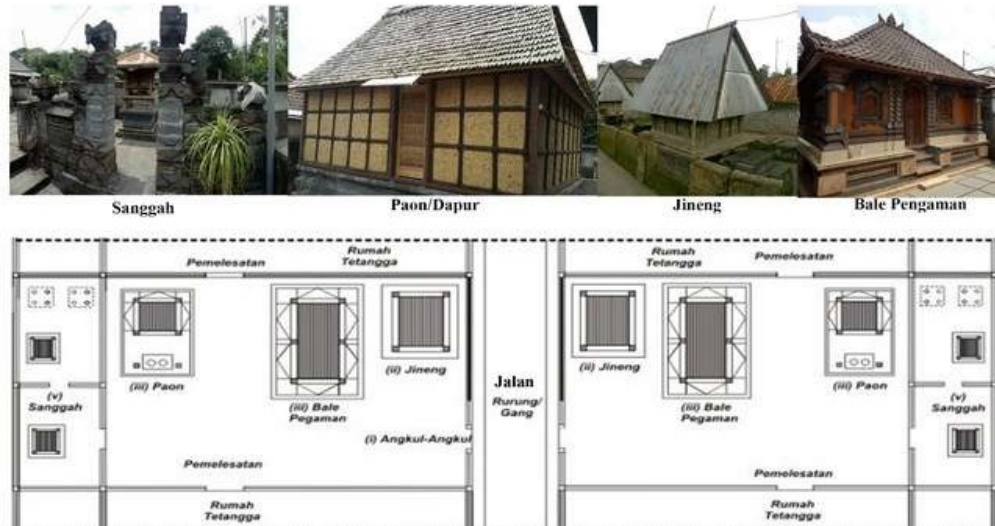 Sanggah
Paon/Dapur
Jineng
Bale Pengaman
Rumah
Tetangga
Pemelesatan
(iii) Paon
(ii) Jineng
(v)
Sanggah
(iii) Bale
Pegaman
(i) Angkul-Angkul
Pemelesatan
Rumah
Tetangga
Jalan
Rurung/
Gang
Rumah
Tetangga
Pemelesatan
(ii) Jineng
(iii) Paon
(iii) Bale
Pegaman
(v)
Sanggah
Pemelesatan
Rumah
Tetangga